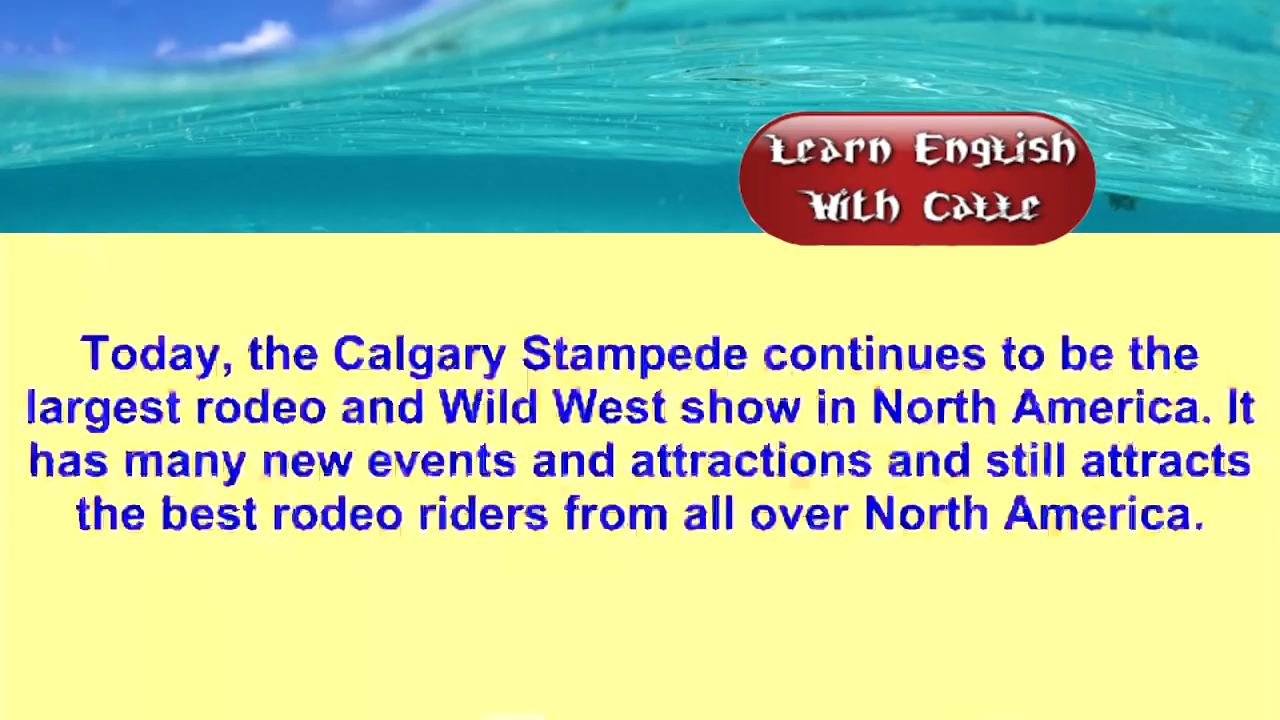 Learn English
With Calle
Today, the Calgary Stampede continues to be the
largest rodeo and Wild West show in North America. It
has many new events and attractions and still attracts
the best rodeo riders from all over North America.